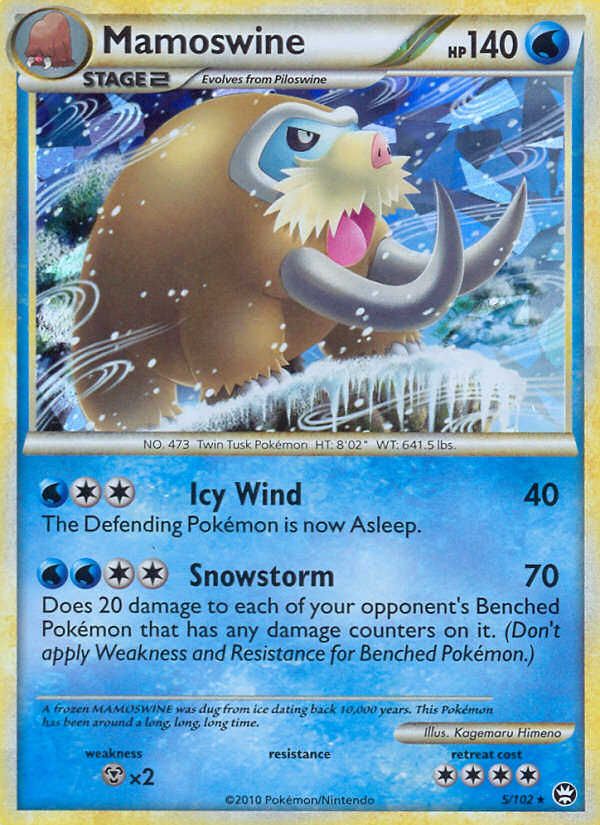 Mamoswine
HP 140
STAGE 2
Evolves from Piloswine
NO. 473 Twin Tusk Pokémon HT: 8'02" WT: 641.5 lbs.
Icy Wind 40
The Defending Pokémon is now Asleep.
Snowstorm 70
Does 20 damage to each of your opponent's Benched
Pokémon that has any damage counters on it. (Don't
apply Weakness and Resistance for Benched Pokémon.)
A frozen MAMOSWINE was dug from ice dating back 10,000 years. This Pokémon
has been around a long, long, long time.
Illus. Kagemaru Himeno
weakness resistance retreat cost
×2
©2010 Pokémon/Nintendo 5/102 ★